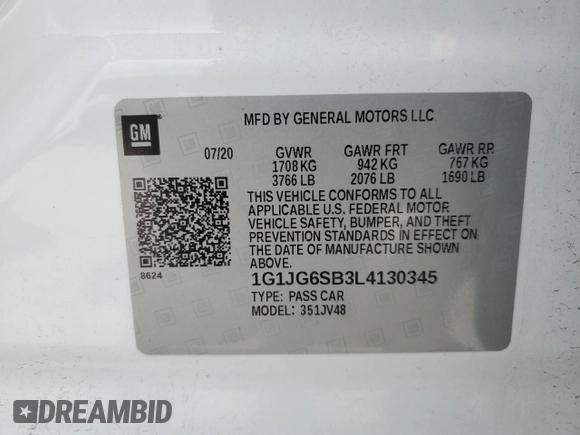 GM
MFD BY GENERAL MOTORS LLC
07/20 GVWR GAWR FRT GAWR RR
1708 KG 942 KG 767 KG
3766 LB 2076 LB 1690 LB
THIS VEHICLE CONFORMS TO ALL
APPLICABLE U.S. FEDERAL MOTOR
VEHICLE SAFETY, BUMPER, AND THEFT
PREVENTION STANDARDS IN EFFECT ON
THE DATE OF MANUFACTURE SHOWN
ABOVE.
8624
1G1JG6SB3L4130345
TYPE: PASS CAR
MODEL: 351JV48
DREAMBID